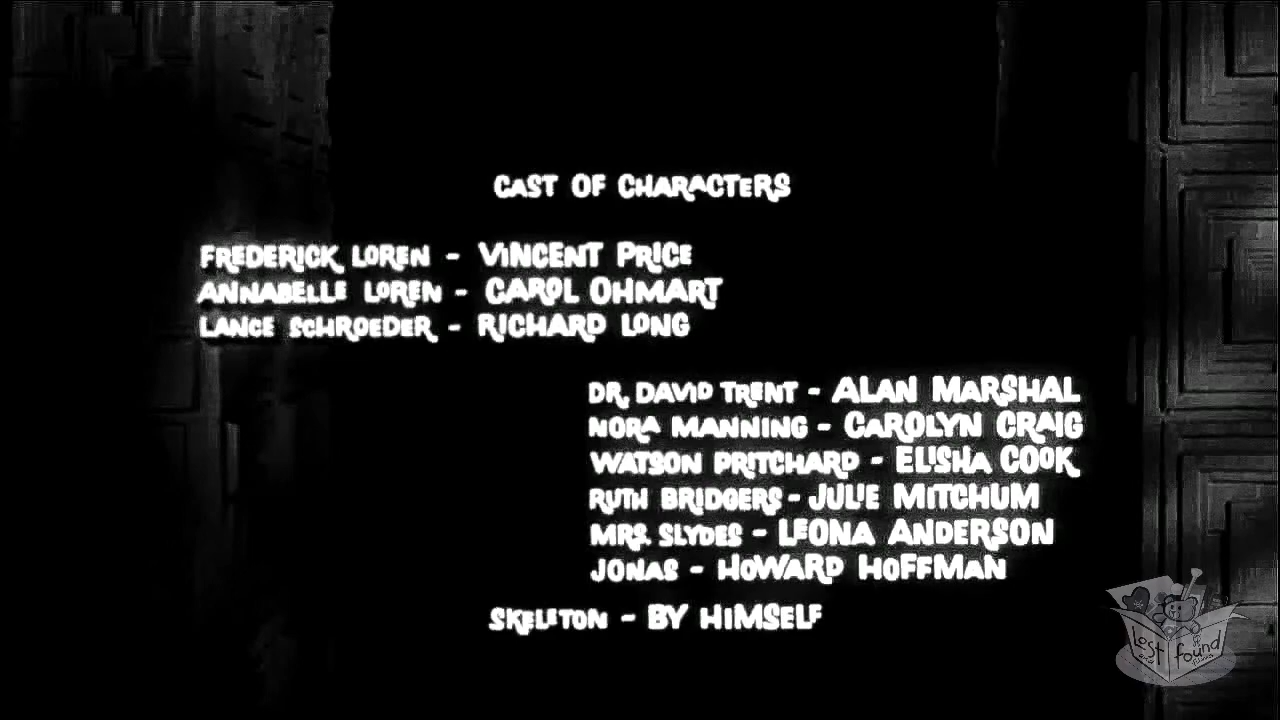 CAST OF CHARACTERS
FREDERICK LOREN - VINCENT PRICE
ANNABELLE LOREN - CAROL OHMART
LANCE SCHROEDER - RICHARD LONG
DR. DAVID TRENT - ALAN MARSHAL
NORA MANNING - CAROLYN CRAIG
WATSON PRITCHARD - ELISHA COOK
RUTH BRIDGERS - JULIE MITCHUM
MRS. SLYDES - LEONA ANDERSON
JONAS - HOWARD HOFFMAN
SKELETON - BY HIMSELF
Lost found